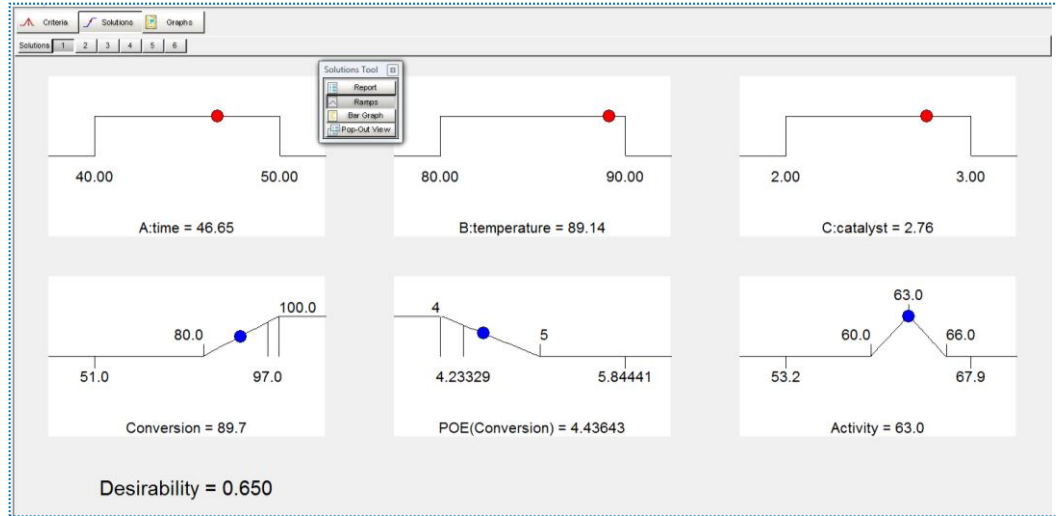 Criteria Solutions Graphs
Solutions 1 2 3 4 5 6
Solutions Tool
Report
Ramps
Bar Graph
Pop-Out View
40.00 50.00
A:time = 46.65
80.00 90.00
B:temperature = 89.14
2.00 3.00
C:catalyst = 2.76
80.0 100.0
51.0 97.0
Conversion = 89.7
4 5
4.23329 5.84441
POE(Conversion) = 4.43643
63.0
60.0 66.0
53.2 67.9
Activity = 63.0
Desirability = 0.650